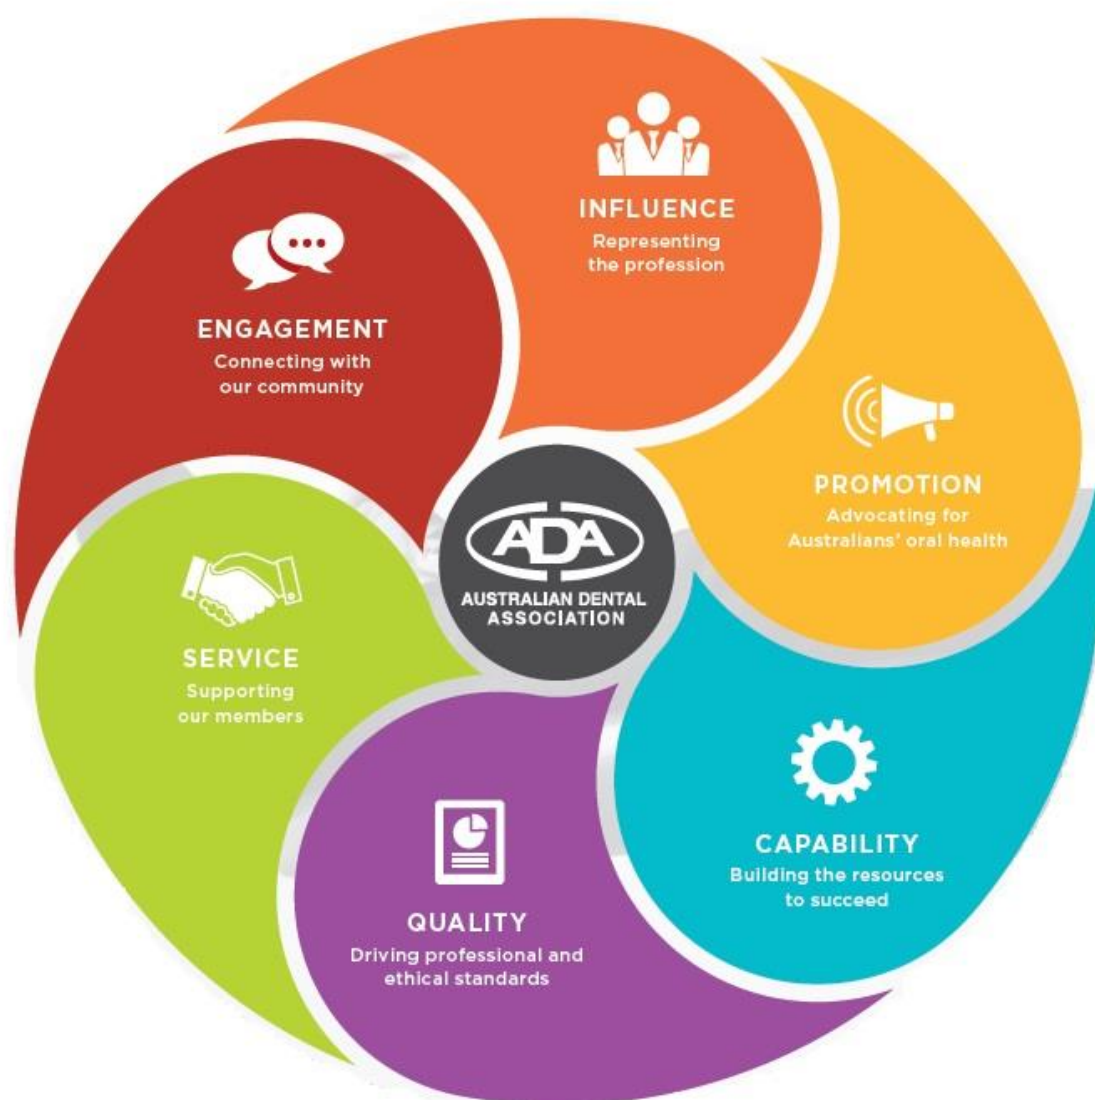 INFLUENCE
Representing
the profession
PROMOTION
Advocating for
Australians' oral health
CAPABILITY
Building the resources
to succeed
QUALITY
Driving professional and
ethical standards
SERVICE
Supporting
our members
ENGAGEMENT
Connecting with
our community
ADA
AUSTRALIAN DENTAL
ASSOCIATION